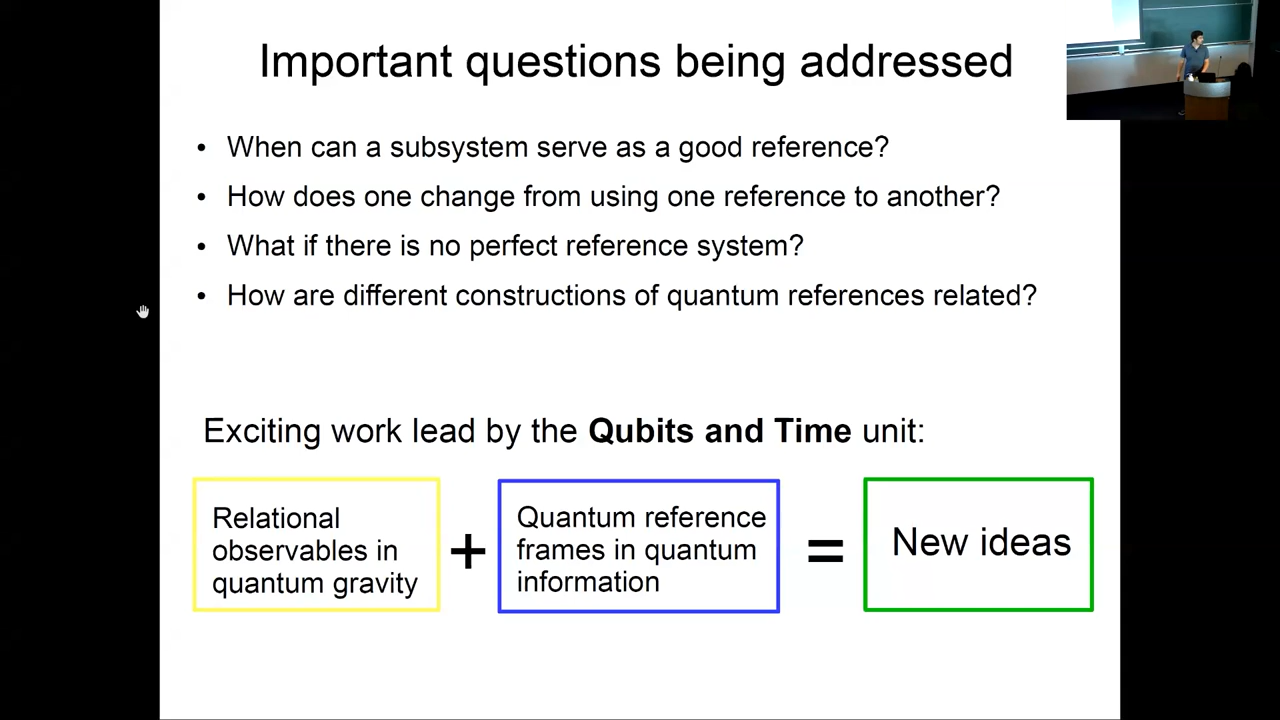 Important questions being addressed
• When can a subsystem serve as a good reference?
• How does one change from using one reference to another?
• What if there is no perfect reference system?
• How are different constructions of quantum references related?
Exciting work lead by the Qubits and Time unit:
Relational
observables in
quantum gravity
+
Quantum reference
frames in quantum
information
=
New ideas